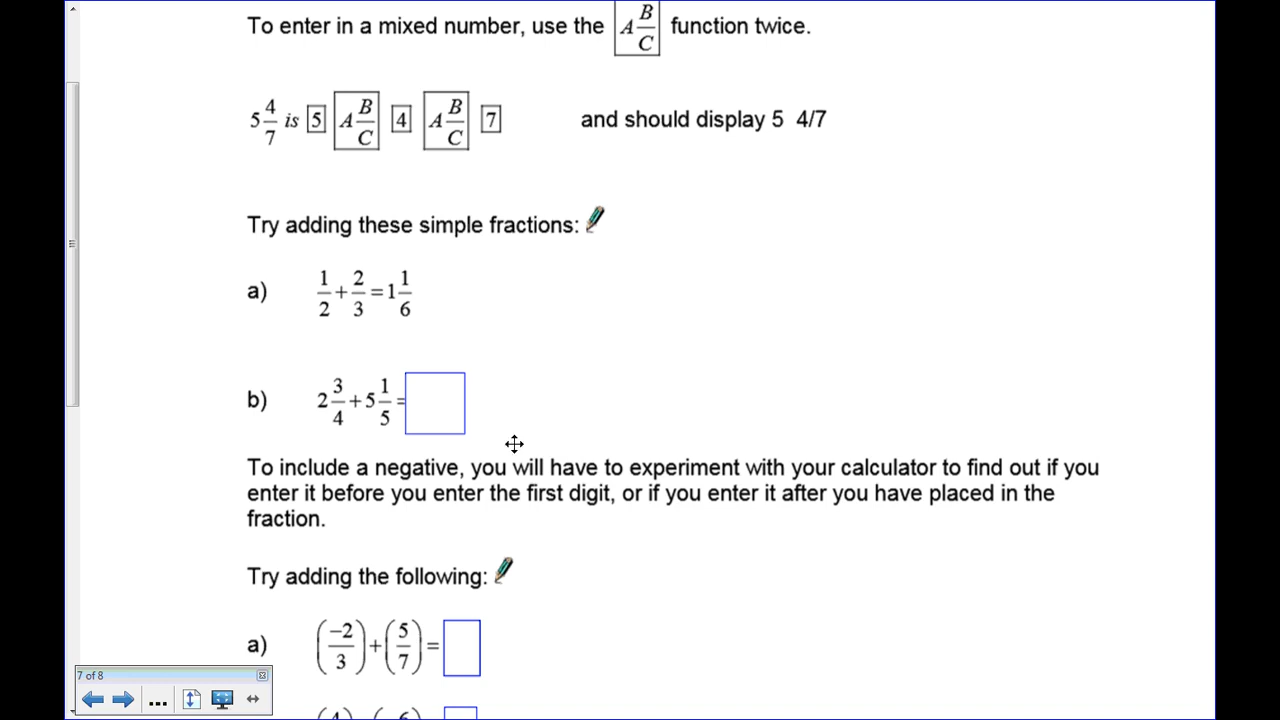 To enter in a mixed number, use the A B/C function twice.
5 4/7 is 5 A B/C 4 A B/C 7 and should display 5 4/7
Try adding these simple fractions:
a) 1/2 + 2/3 = 1 1/6
b) 2 3/4 + 5 1/5 =
To include a negative, you will have to experiment with your calculator to find out if you
enter it before you enter the first digit, or if you enter it after you have placed in the
fraction.
Try adding the following:
a) (-2/3) + (5/7) =
7 of 8